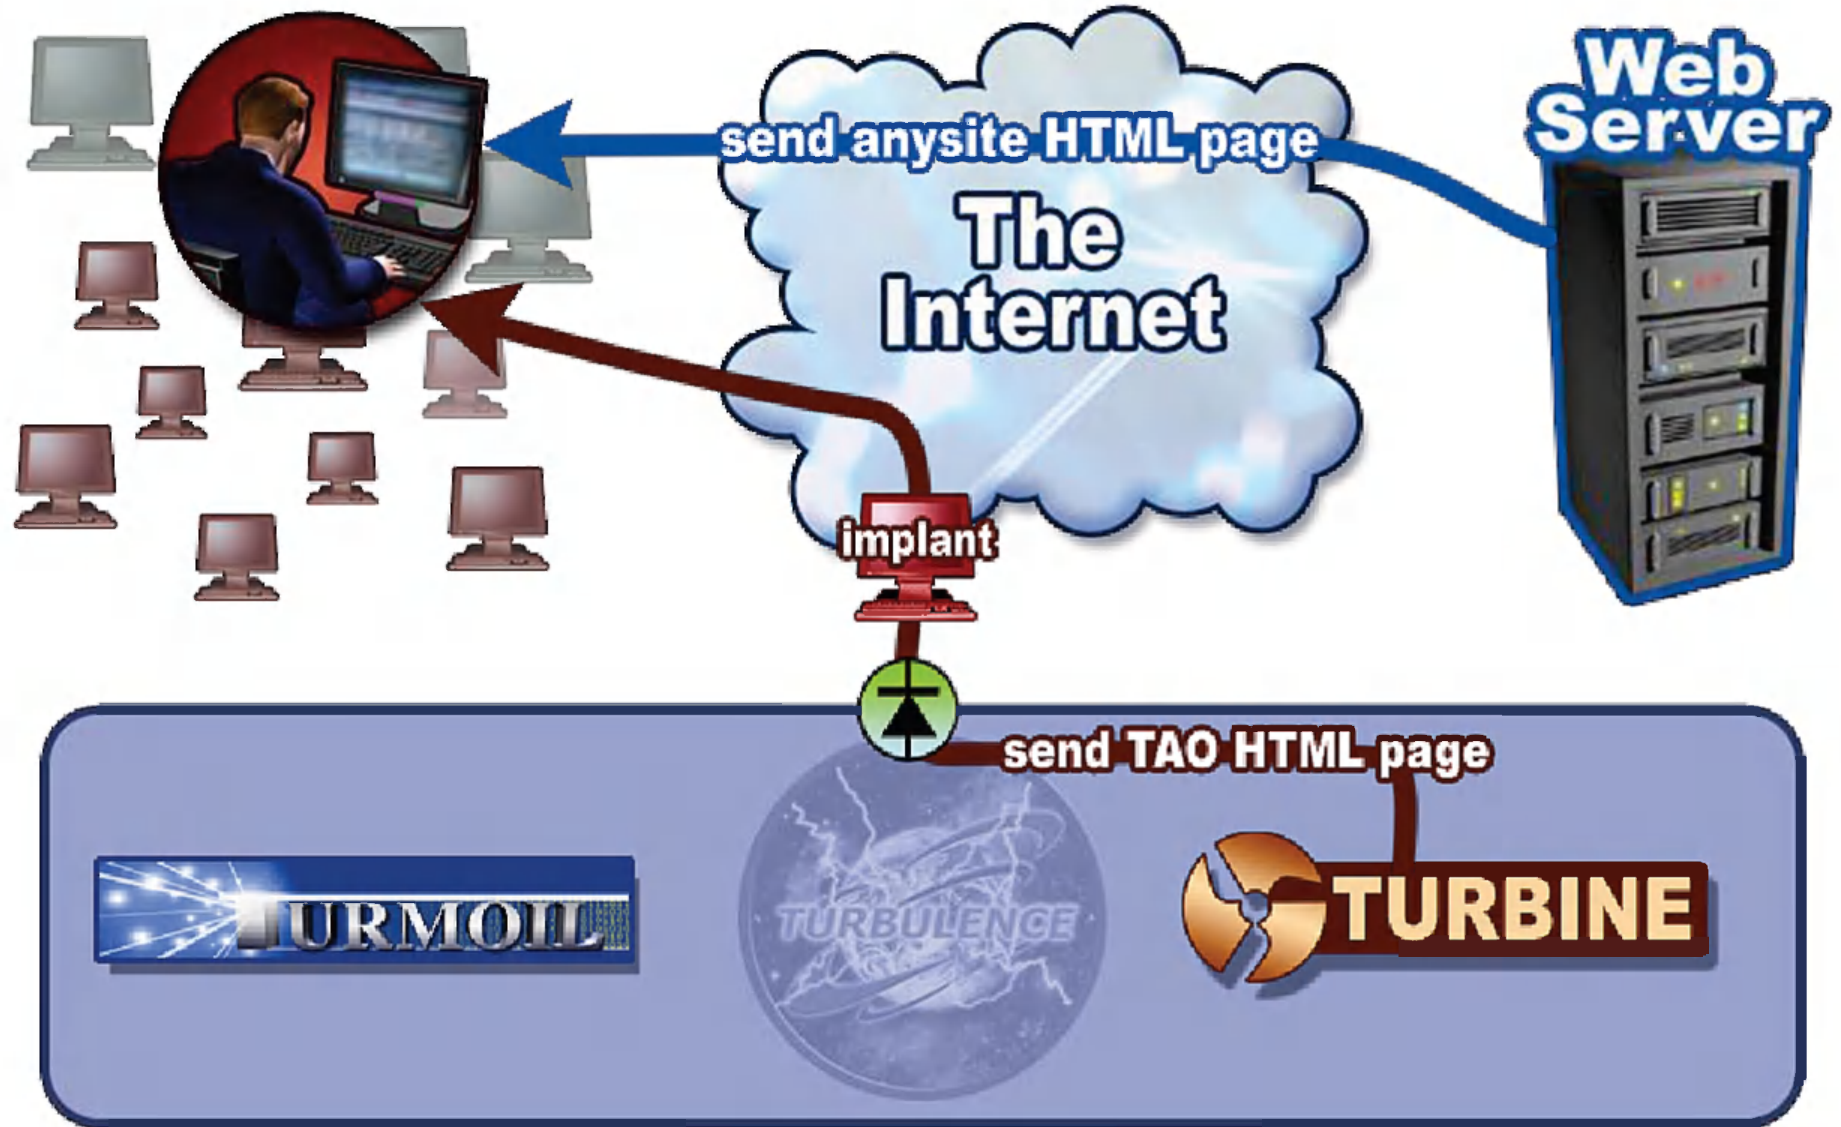 Web
Server
send anysite HTML page
The
Internet
implant
send TAO HTML page
TURMOIL
TURBULENCE
TURBINE